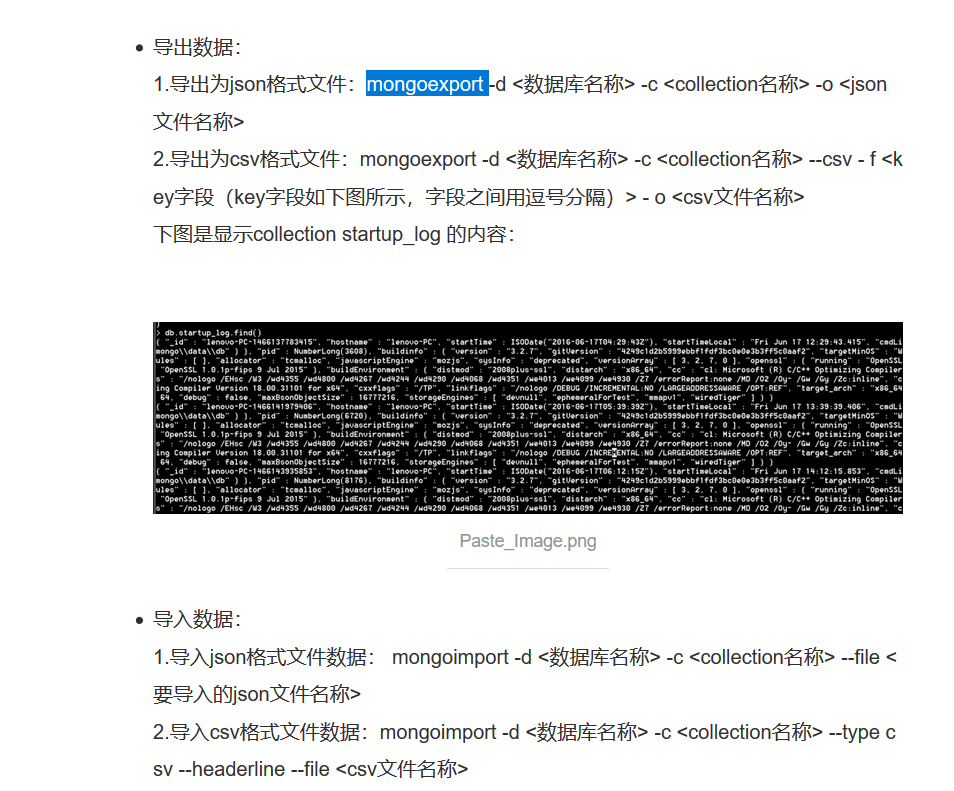 导出数据：
1.导出为json格式文件：mongoexport -d <数据库名称> -c <collection名称> -o <json
文件名称>
2.导出为csv格式文件：mongoexport -d <数据库名称> -c <collection名称> --csv - f <k
ey字段（key字段如下图所示，字段之间用逗号分隔）> - o <csv文件名称>
下图是显示collection startup_log 的内容：
> db.startup_log.find()
{ "_id" : "lenovo-PC-1466137783415", "hostname" : "lenovo-PC", "startTime" : ISODate("2016-06-17T04:29:43Z"), "startTimeLocal" : "Fri Jun 17 12:29:43.415", "cmdLi
mongo\\data\\db" } }, "pid" : NumberLong(3608), "buildinfo" : { "version" : "3.2.7", "gitVersion" : "4249c1d2b5999ebbf1fdf3bc0e0e3b3ff5c0aaf2", "targetMinOS" : "W
ules" : [ ], "allocator" : "tcmalloc", "javascriptEngine" : "mozjs", "sysInfo" : "deprecated", "versionArray" : [ 3, 2, 7, 0 ], "openssl" : { "running" : "OpenSSL
"OpenSSL 1.0.1p-fips 9 Jul 2015" }, "buildEnvironment" : { "distmod" : "2008plus-ssl", "distarch" : "x86_64", "cc" : "cl: Microsoft (R) C/C++ Optimizing Compiler
s" : "/nologo /EHsc /W3 /wd4355 /wd4800 /wd4267 /wd4244 /wd4290 /wd4068 /wd4351 /we4013 /we4099 /we4930 /Z7 /errorReport:none /MD /O2 /Oy- /Gw /Gy /Zc:inline", "c
ing Compiler Version 18.00.31101 for x64", "cxxflags" : "/TP", "linkflags" : "/nologo /DEBUG /INCREMENTAL:NO /LARGEADDRESSAWARE /OPT:REF", "target_arch" : "x86_64
64, "debug" : false, "maxBsonObjectSize" : 16777216, "storageEngines" : [ "devnull", "ephemeralForTest", "mmapv1", "wiredTiger" ] } }
{ "_id" : "lenovo-PC-1466141979406", "hostname" : "lenovo-PC", "startTime" : ISODate("2016-06-17T05:39:39Z"), "startTimeLocal" : "Fri Jun 17 13:39:39.406", "cmdLi
mongo\\data\\db" } }, "pid" : NumberLong(6720), "buildinfo" : { "version" : "3.2.7", "gitVersion" : "4249c1d2b5999ebbf1fdf3bc0e0e3b3ff5c0aaf2", "targetMinOS" : "W
ules" : [ ], "allocator" : "tcmalloc", "javascriptEngine" : "mozjs", "sysInfo" : "deprecated", "versionArray" : [ 3, 2, 7, 0 ], "openssl" : { "running" : "OpenSSL
"OpenSSL 1.0.1p-fips 9 Jul 2015" }, "buildEnvironment" : { "distmod" : "2008plus-ssl", "distarch" : "x86_64", "cc" : "cl: Microsoft (R) C/C++ Optimizing Compiler
s" : "/nologo /EHsc /W3 /wd4355 /wd4800 /wd4267 /wd4244 /wd4290 /wd4068 /wd4351 /we4013 /we4099 /we4930 /Z7 /errorReport:none /MD /O2 /Oy- /Gw /Gy /Zc:inline", "c
ing Compiler Version 18.00.31101 for x64", "cxxflags" : "/TP", "linkflags" : "/nologo /DEBUG /INCREMENTAL:NO /LARGEADDRESSAWARE /OPT:REF", "target_arch" : "x86_64
64, "debug" : false, "maxBsonObjectSize" : 16777216, "storageEngines" : [ "devnull", "ephemeralForTest", "mmapv1", "wiredTiger" ] } }
{ "_id" : "lenovo-PC-1466143935853", "hostname" : "lenovo-PC", "startTime" : ISODate("2016-06-17T06:12:15Z"), "startTimeLocal" : "Fri Jun 17 14:12:15.853", "cmdLi
mongo\\data\\db" } }, "pid" : NumberLong(8176), "buildinfo" : { "version" : "3.2.7", "gitVersion" : "4249c1d2b5999ebbf1fdf3bc0e0e3b3ff5c0aaf2", "targetMinOS" : "W
ules" : [ ], "allocator" : "tcmalloc", "javascriptEngine" : "mozjs", "sysInfo" : "deprecated", "versionArray" : [ 3, 2, 7, 0 ], "openssl" : { "running" : "OpenSSL
"OpenSSL 1.0.1p-fips 9 Jul 2015" }, "buildEnvironment" : { "distmod" : "2008plus-ssl", "distarch" : "x86_64", "cc" : "cl: Microsoft (R) C/C++ Optimizing Compiler
s" : "/nologo /EHsc /W3 /wd4355 /wd4800 /wd4267 /wd4244 /wd4290 /wd4068 /wd4351 /we4013 /we4099 /we4930 /Z7 /errorReport:none /MD /O2 /Oy- /Gw /Gy /Zc:inline", "c
Paste_Image.png
导入数据：
1.导入json格式文件数据： mongoimport -d <数据库名称> -c <collection名称> --file <
要导入的json文件名称>
2.导入csv格式文件数据：mongoimport -d <数据库名称> -c <collection名称> --type c
sv --headerline --file <csv文件名称>